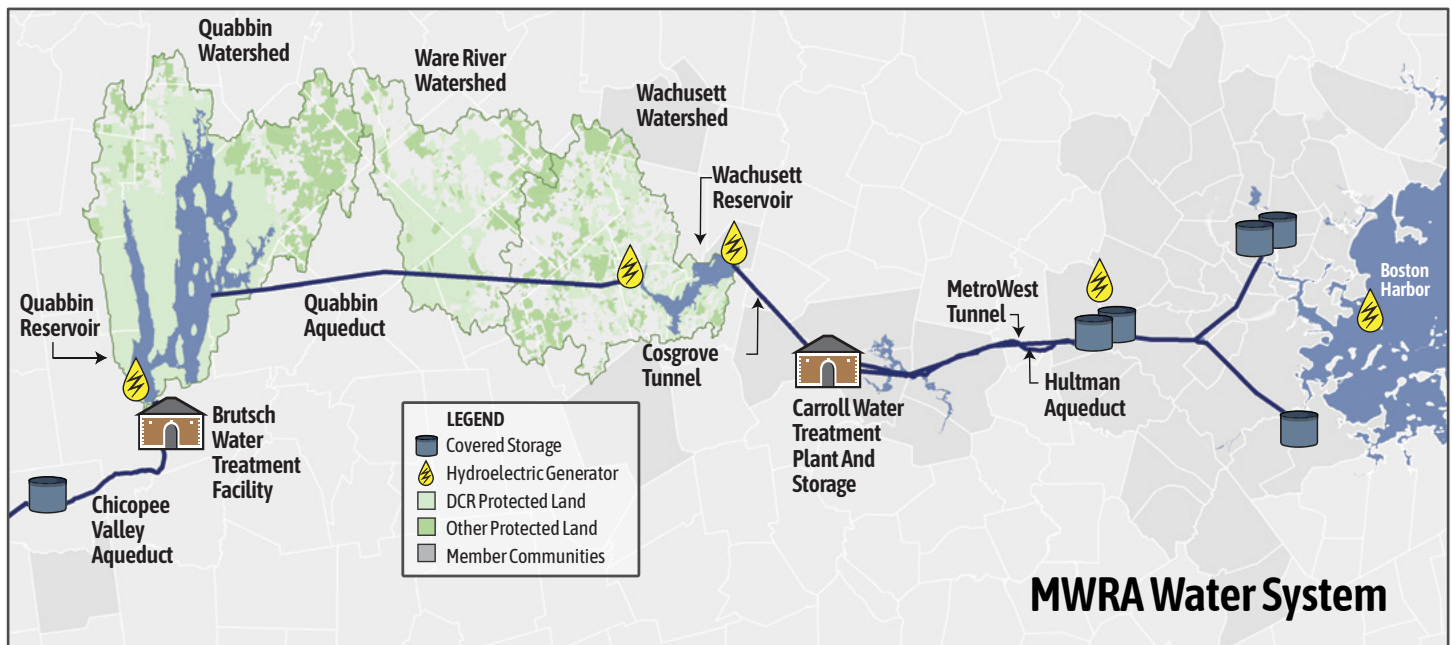 Quabbin
Watershed
Ware River
Watershed
Wachusett
Watershed
Wachusett
Reservoir
Quabbin
Reservoir
Quabbin
Aqueduct
Cosgrove
Tunnel
MetroWest
Tunnel
Hultman
Aqueduct
Boston
Harbor
Brutsch
Water
Treatment
Facility
Carroll Water
Treatment
Plant And
Storage
Chicopee
Valley
Aqueduct
LEGEND
Covered Storage
Hydroelectric Generator
DCR Protected Land
Other Protected Land
Member Communities
MWRA Water System